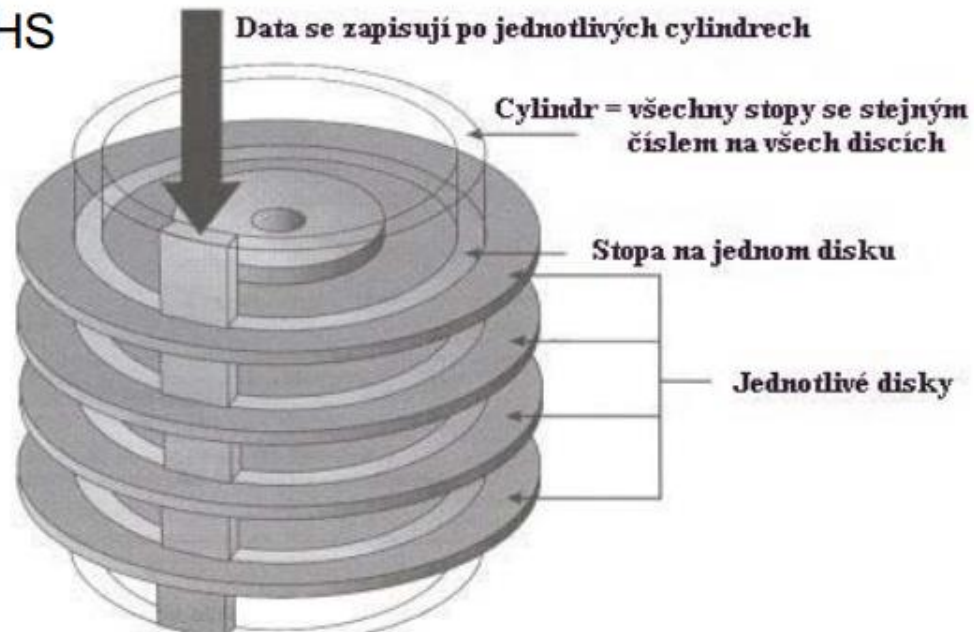 HS
Data se zapisují po jednotlivých cylindrech
Cylindr = všechny stopy se stejným
číslem na všech discích
Stopa na jednom disku
Jednotlivé disky